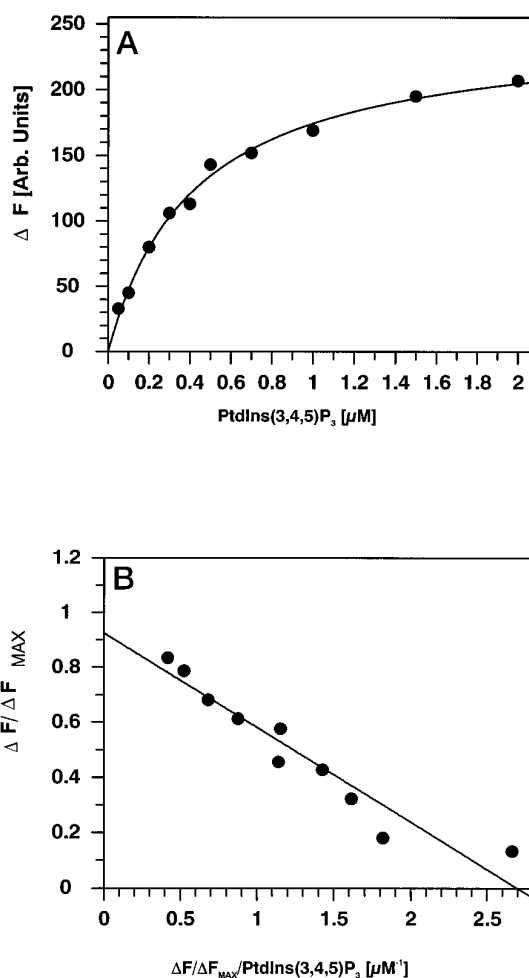 A
250
200
150
100
50
0
Δ F [Arb. Units]
0 0.2 0.4 0.6 0.8 1 1.2 1.4 1.6 1.8 2
PtdIns(3,4,5)P₃ [µM]
B
1.2
1
0.8
0.6
0.4
0.2
0
Δ F/ Δ F MAX
0 0.5 1 1.5 2 2.5
ΔF/ΔF_MAX/PtdIns(3,4,5)P₃ [µM⁻¹]